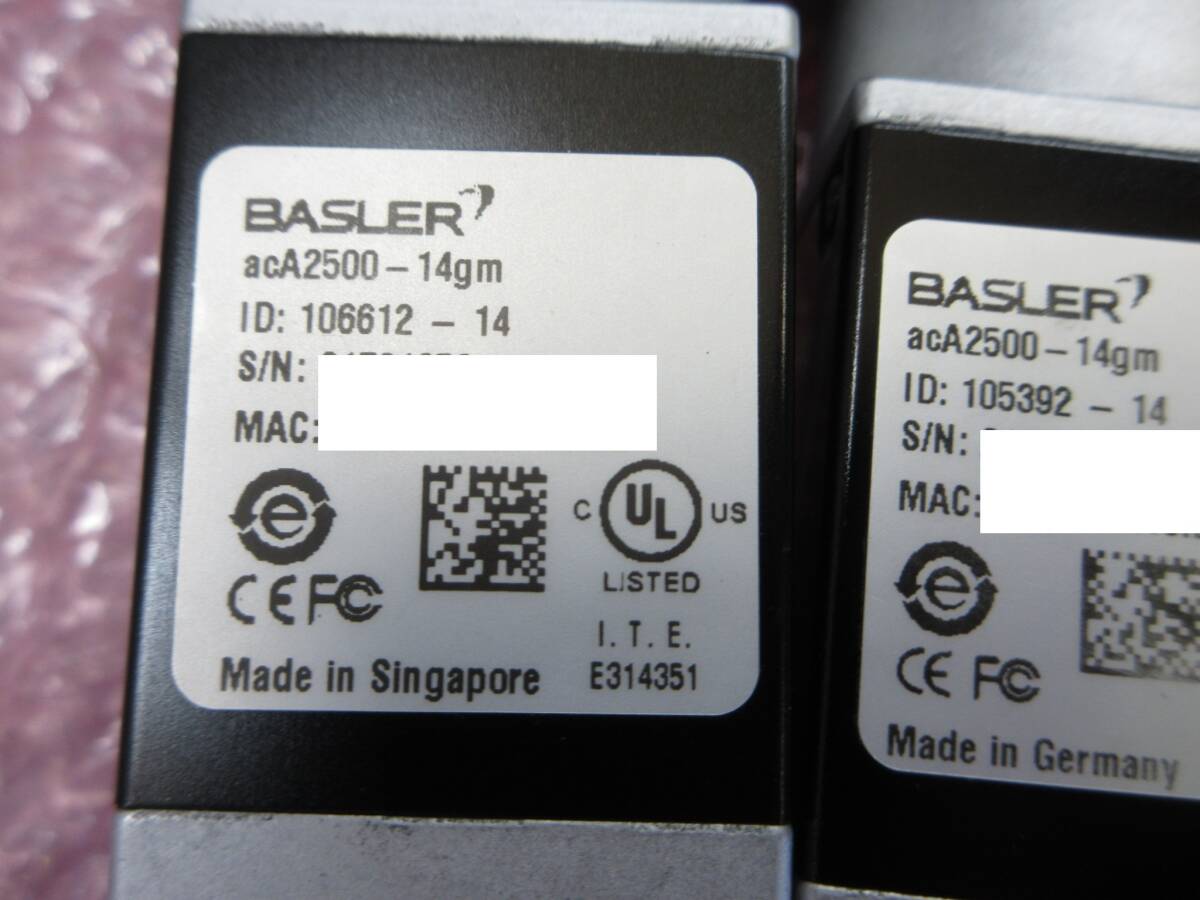 BASLER
acA2500-14gm
ID: 106612 - 14
S/N:
MAC:
CE FC
C UL US
LISTED
I. T. E.
E314351
Made in Singapore
BASLER
acA2500-14gm
ID: 105392 - 14
S/N:
MAC:
CE FC
Made in Germany